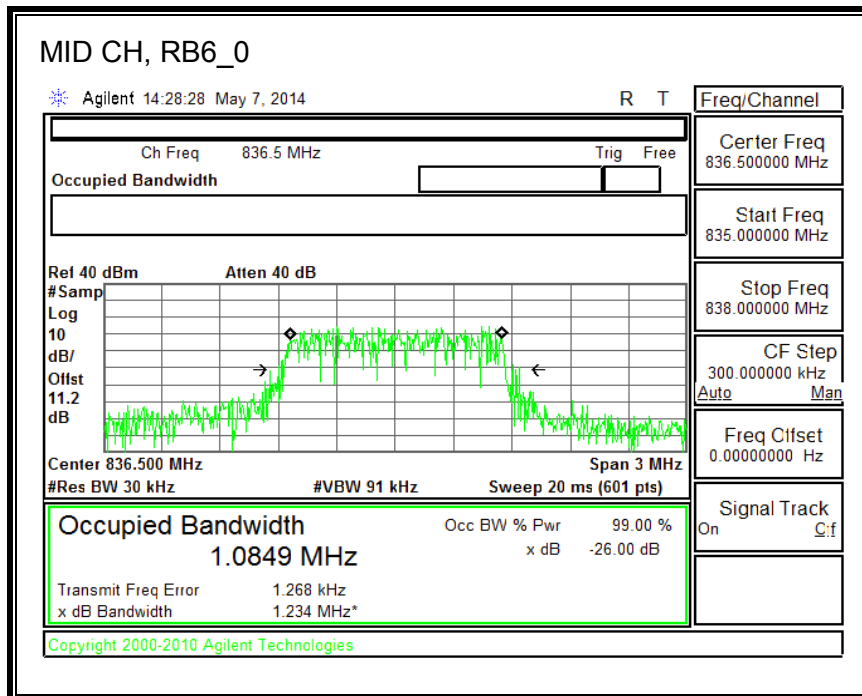 MID CH, RB6_0
Agilent 14:28:28 May 7, 2014 R T
Freq/Channel
Ch Freq 836.5 MHz Trig Free
Occupied Bandwidth
Center Freq
836.500000 MHz
Start Freq
835.000000 MHz
Stop Freq
838.000000 MHz
CF Step
300.000000 kHz
Auto Man
Freq Offset
0.00000000 Hz
Signal Track
On Off
Ref 40 dBm Atten 40 dB
#Samp
Log
10
dB/
Offst
11.2
dB
Center 836.500 MHz Span 3 MHz
#Res BW 30 kHz #VBW 91 kHz Sweep 20 ms (601 pts)
Occupied Bandwidth
1.0849 MHz
Occ BW % Pwr 99.00 %
x dB -26.00 dB
Transmit Freq Error 1.268 kHz
x dB Bandwidth 1.234 MHz*
Copyright 2000-2010 Agilent Technologies